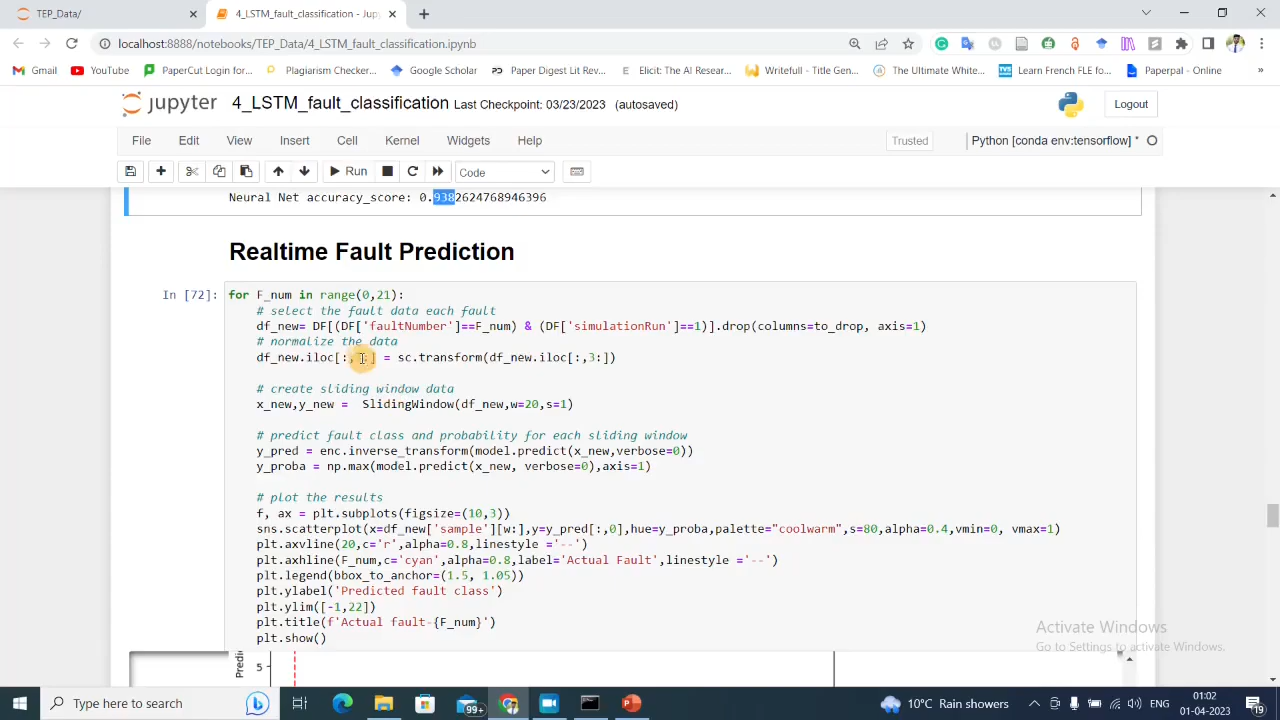 TEP_Data/
4_LSTM_fault_classification - Jup
localhost:8888/notebooks/TEP_Data/4_LSTM_fault_classification.ipynb
Gmail
YouTube
PaperCut Login for...
Plagiarism Checker...
Google Scholar
Paper Digest Lit Rev...
Elicit: The AI Resear...
Writefull - Title Gen...
The Ultimate White...
Learn French FLE fo...
Paperpal - Online
»
jupyter 4_LSTM_fault_classification Last Checkpoint: 03/23/2023 (autosaved)
Logout
File Edit View Insert Cell Kernel Widgets Help
Trusted
Python [conda env:tensorflow] *
Run
Code
Neural Net accuracy_score: 0.9382624768946396
Realtime Fault Prediction
In [72]:
for F_num in range(0,21):
# select the fault data each fault
df_new= DF[(DF['faultNumber']==F_num) & (DF['simulationRun']==1)].drop(columns=to_drop, axis=1)
# normalize the data
df_new.iloc[:, ] = sc.transform(df_new.iloc[:,3:])
# create sliding window data
x_new,y_new = SlidingWindow(df_new,w=20,s=1)
# predict fault class and probability for each sliding window
y_pred = enc.inverse_transform(model.predict(x_new,verbose=0))
y_proba = np.max(model.predict(x_new, verbose=0),axis=1)
# plot the results
f, ax = plt.subplots(figsize=(10,3))
sns.scatterplot(x=df_new['sample'][w:],y=y_pred[:,0],hue=y_proba,palette="coolwarm",s=80,alpha=0.4,vmin=0, vmax=1)
plt.axvline(20,c='r',alpha=0.8,linestyle ='--')
plt.axhline(F_num,c='cyan',alpha=0.8,label='Actual Fault',linestyle ='--')
plt.legend(bbox_to_anchor=(1.5, 1.05))
plt.ylabel('Predicted fault class')
plt.ylim([-1,22])
plt.title(f'Actual fault-{F_num}')
plt.show()
Activate Windows
Go to Settings to activate Windows.
Predi
5
Type here to search
99+
10°C Rain showers
ENG
01:02
01-04-2023
19